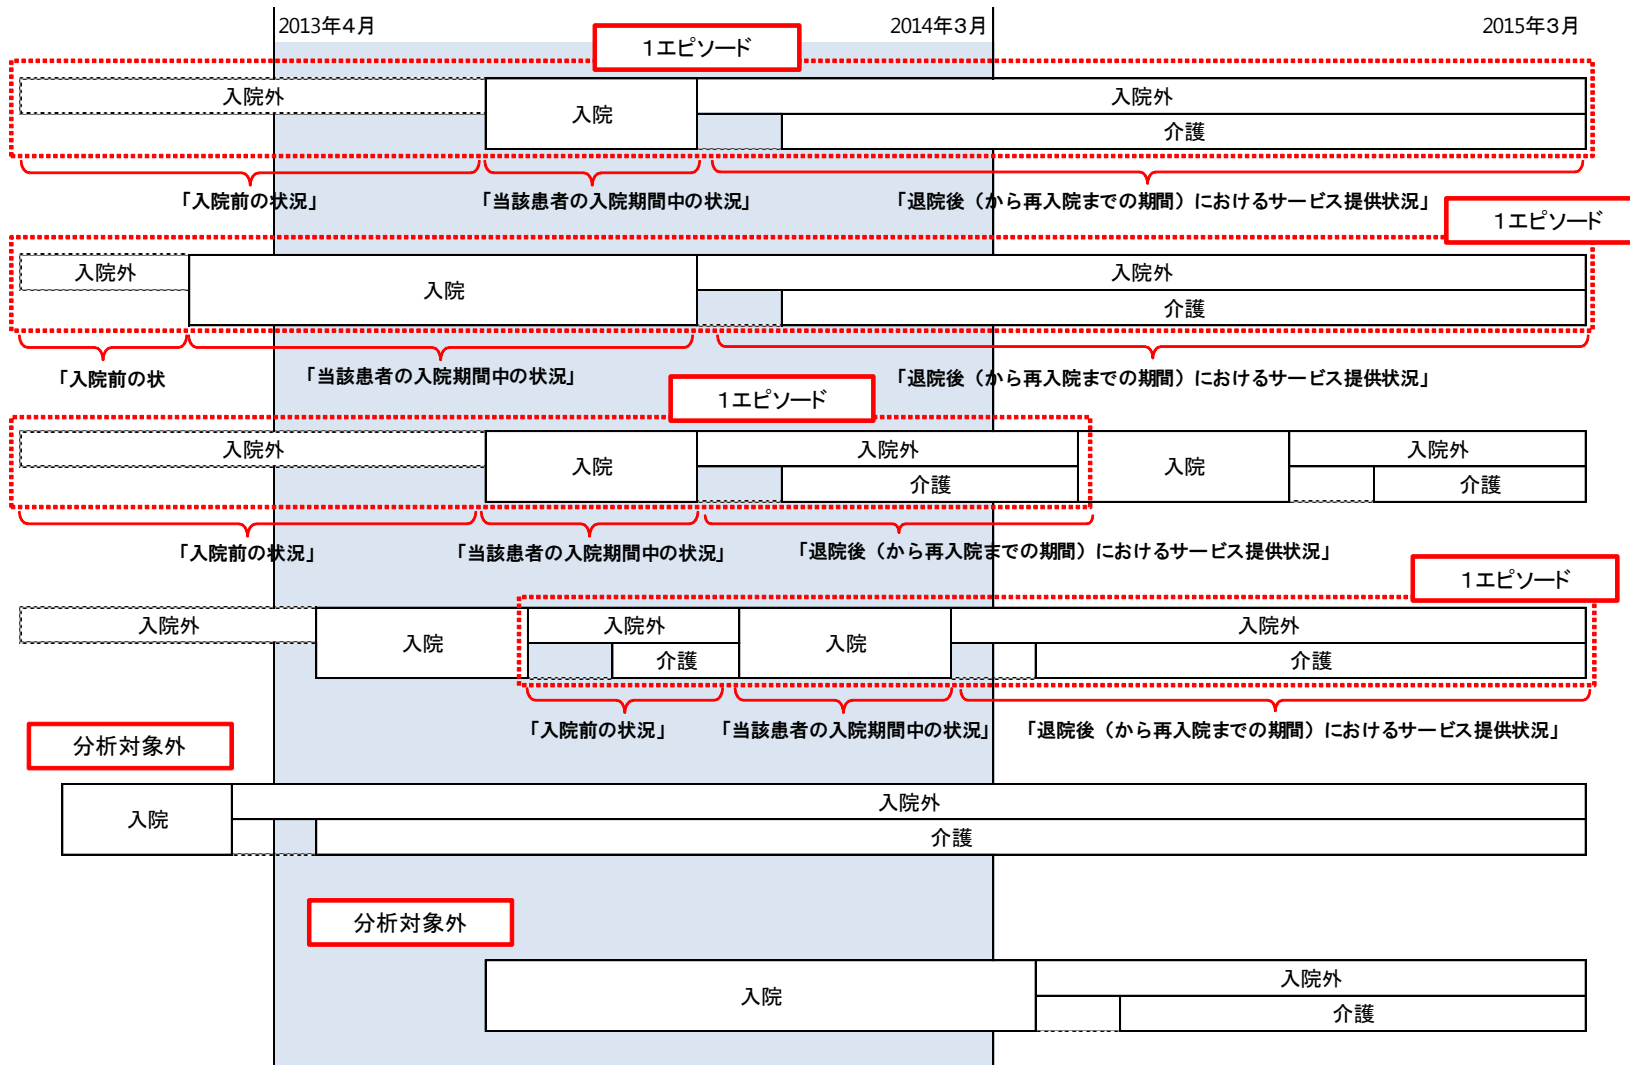 2013年4月
2014年3月
2015年3月
1エピソード
入院外
入院
入院外
介護
「入院前の状況」
「当該患者の入院期間中の状況」
「退院後（から再入院までの期間）におけるサービス提供状況」
1エピソード
入院外
入院
入院外
介護
「入院前の状
「当該患者の入院期間中の状況」
「退院後（から再入院までの期間）におけるサービス提供状況」
1エピソード
入院外
入院
入院外
介護
入院
入院外
介護
「入院前の状況」
「当該患者の入院期間中の状況」
「退院後（から再入院までの期間）におけるサービス提供状況」
1エピソード
入院外
入院
入院外
介護
入院
入院外
介護
「入院前の状況」
「当該患者の入院期間中の状況」
「退院後（から再入院までの期間）におけるサービス提供状況」
分析対象外
入院
入院外
介護
分析対象外
入院
入院外
介護